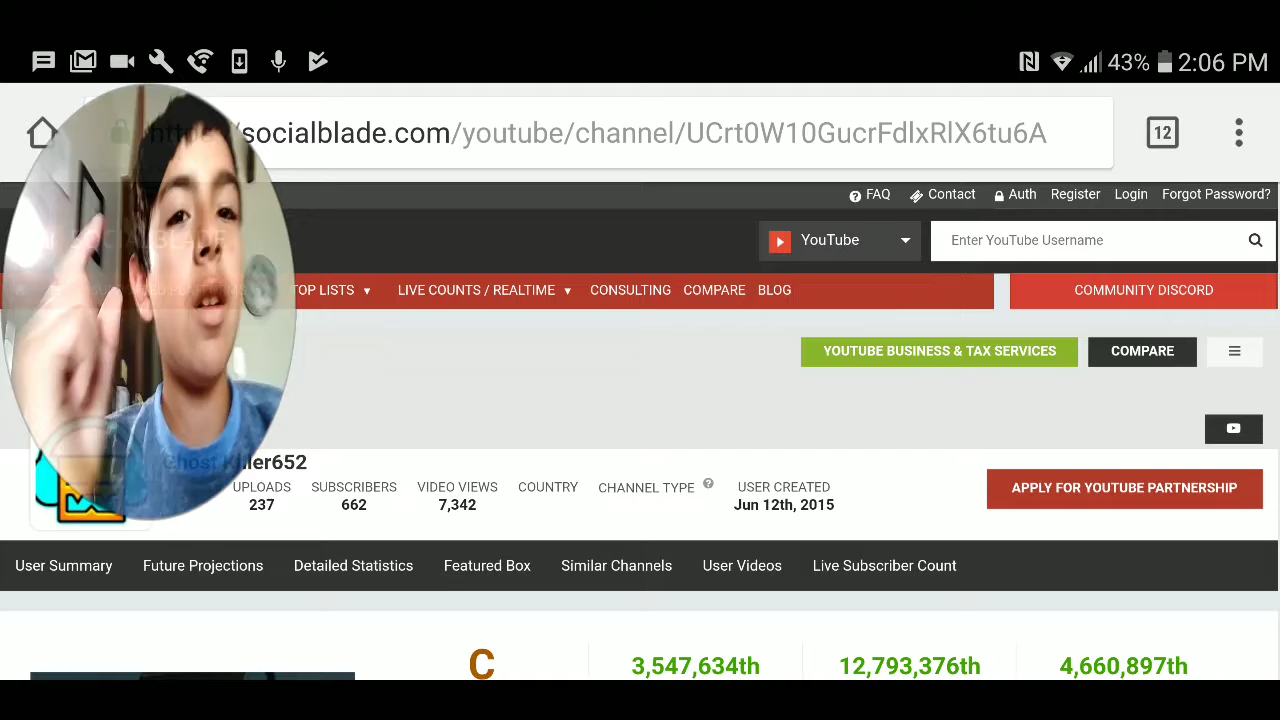 43% 2:06 PM
https://socialblade.com/youtube/channel/UCrt0W10GucrFdlxRlX6tu6A
12
FAQ Contact Auth Register Login Forgot Password?
SOCIALBLADE
YouTube
Enter YouTube Username
TOP LISTS LIVE COUNTS / REALTIME CONSULTING COMPARE BLOG
COMMUNITY DISCORD
YOUTUBE BUSINESS & TAX SERVICES COMPARE
Ghost Killer652
UPLOADS SUBSCRIBERS VIDEO VIEWS COUNTRY CHANNEL TYPE USER CREATED
237 662 7,342 Jun 12th, 2015
APPLY FOR YOUTUBE PARTNERSHIP
User Summary Future Projections Detailed Statistics Featured Box Similar Channels User Videos Live Subscriber Count
C 3,547,634th 12,793,376th 4,660,897th